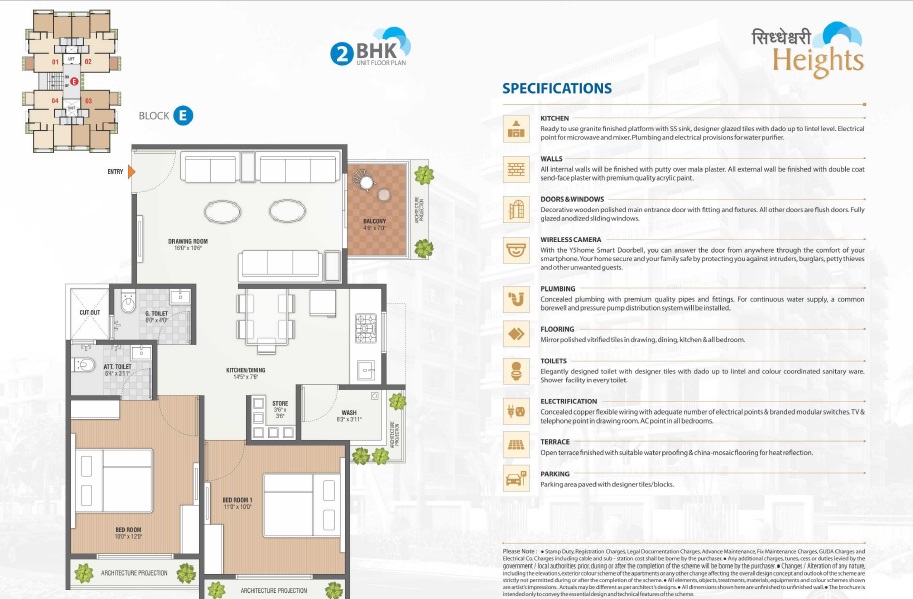 01
02
LIFT
E
04
03
2 BHK
UNIT FLOOR PLAN
BLOCK E
सिध्धेश्वरी
Heights
ENTRY
DRAWING ROOM
16'0" x 10'6"
BALCONY
4'6" x 7'0"
ARCHITECTURE
PROJECTION
CUT OUT
G. TOILET
6'0" x 4'0"
ATT. TOILET
6'4" x 3'11"
KITCHEN/DINING
14'5" x 7'6"
STORE
3'6" x
3'6"
WASH
6'3" x 3'11"
ARCHITECTURE
PROJECTION
BED ROOM
10'0" x 12'0"
BED ROOM 1
11'0" x 10'0"
ARCHITECTURE PROJECTION
ARCHITECTURE PROJECTION
SPECIFICATIONS
KITCHEN
Ready to use granite finished platform with SS sink, designer glazed tiles with dado up to lintel level. Electrical
point for microwave and mixer. Plumbing and electrical provisions for water purifier.
WALLS
All internal walls will be finished with putty over mala plaster. All external wall be finished with double coat
send-face plaster with premium quality acrylic paint.
DOORS & WINDOWS
Decorative wooden polished main entrance door with fitting and fixtures. All other doors are flush doors. Fully
glazed anodized sliding windows.
WIRELESS CAMERA
With the YShome Smart Doorbell, you can answer the door from anywhere through the comfort of your
smartphone. Your home secure and your family safe by protecting you against intruders, burglars, petty thieves
and other unwanted guests.
PLUMBING
Concealed plumbing with premium quality pipes and fittings. For continuous water supply, a common
borewell and pressure pump distribution system will be installed.
FLOORING
Mirror polished vitrified tiles in drawing, dining, kitchen & all bedroom.
TOILETS
Elegantly designed toilet with designer tiles with dado up to lintel and colour coordinated sanitary ware.
Shower facility in every toilet.
ELECTRIFICATION
Concealed copper flexible wiring with adequate number of electrical points & branded modular switches. TV &
telephone point in drawing room. AC point in all bedrooms.
TERRACE
Open terrace finished with suitable water proofing & china-mosaic flooring for heat reflection.
PARKING
Parking area paved with designer tiles/blocks.
Please Note : ● Stamp Duty, Registration Charges, Legal Documentation Charges, Advance Maintenance, Fix Maintenance Charges, GUDA Charges and
Electrical Co. Charges including cable and sub - station cost shall be borne by the purchaser. ● Any additional charges, tunes, cess or duties levied by the
government / local authorities prior, during or after the completion of the scheme will be borne by the purchaser. ● Changes / Alteration of any nature,
including the elevations, exterior colour scheme of the apartments or any other change affecting the overall design concept and outlook of the scheme are
strictly not permitted during or after the completion of the scheme. ● All elements, objects, treatments, materials, equipments and colour schemes shown
are artist's impressions. Actuals may be different as per architect's designs. ● All dimensions shown here are unfinished to unfinished wall. ● The brochure is
intended only to convey the essential design and technical features of the scheme.